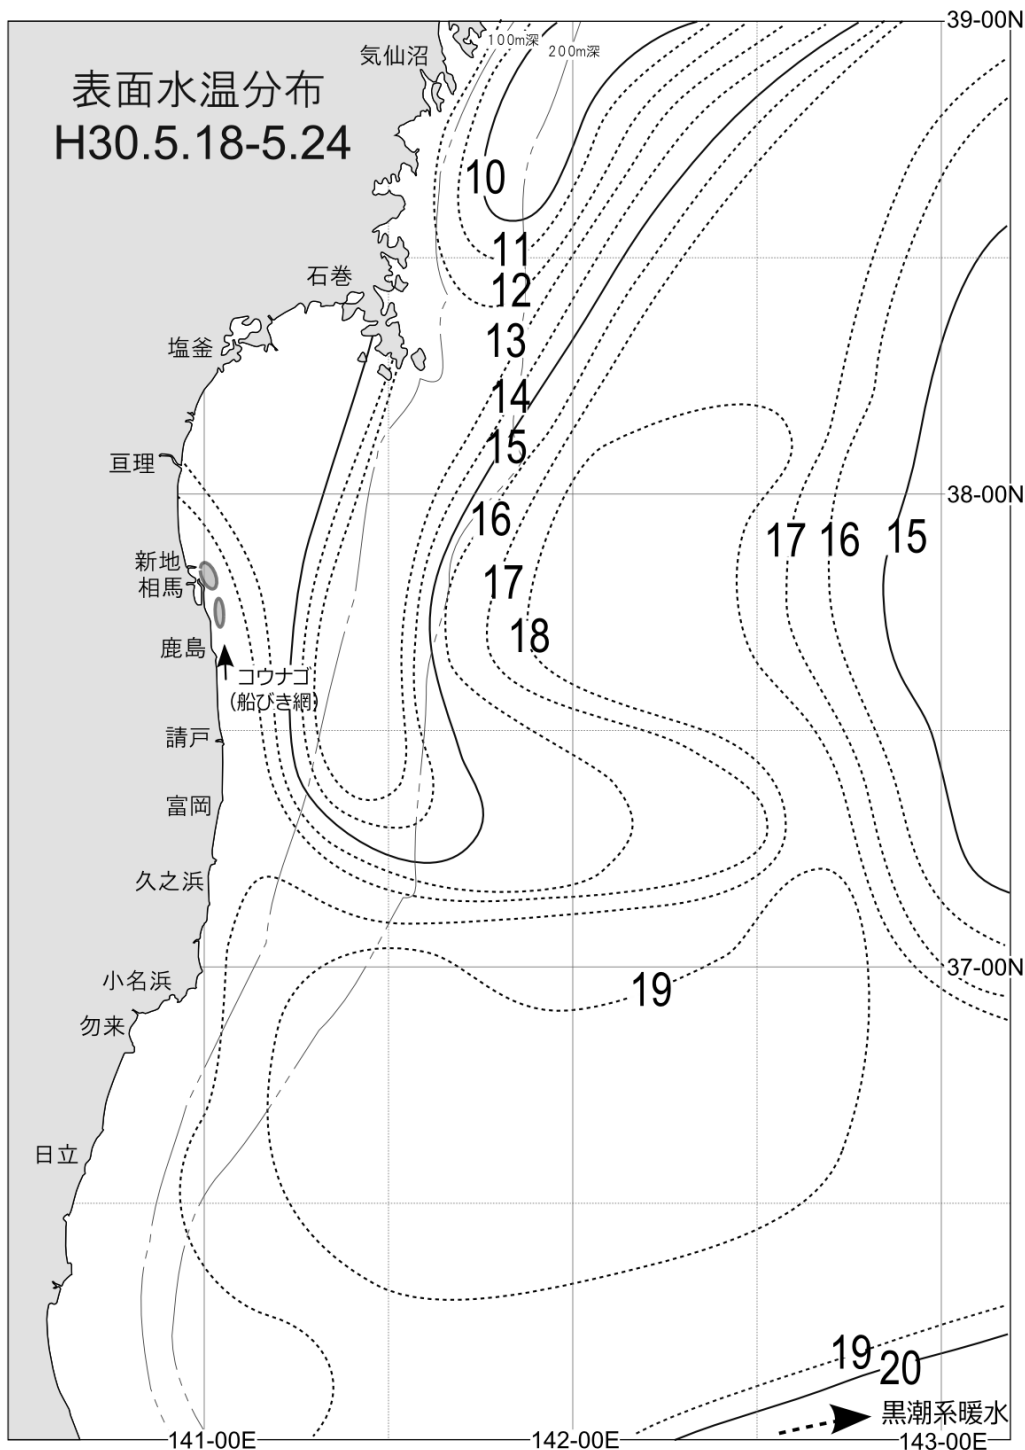 39-00N
100m深
200m深
気仙沼
表面水温分布
H30.5.18-5.24
10
11
石巻
12
13
塩釜
14
15
亘理
38-00N
16
17
16
15
新地
17
相馬
18
鹿島
コウナゴ
(船びき網)
請戸
富岡
久之浜
37-00N
小名浜
19
勿来
日立
19
20
黒潮系暖水
141-00E
142-00E
143-00E